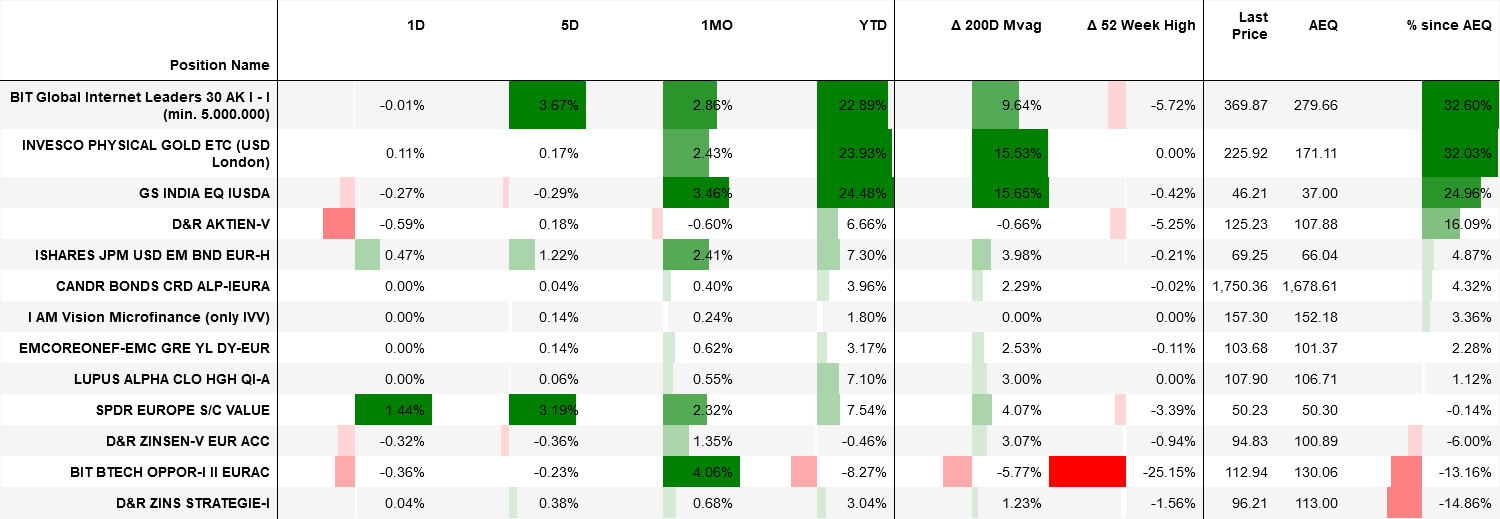 Position Name 1D 5D 1MO YTD Δ 200D Mvag Δ 52 Week High Last Price AEQ % since AEQ
BIT Global Internet Leaders 30 AK I - I
(min. 5.000.000) -0.01% 3.67% 2.86% 22.89% 9.64% -5.72% 369.87 279.66 32.60%
INVESCO PHYSICAL GOLD ETC (USD
London) 0.11% 0.17% 2.43% 23.93% 15.53% 0.00% 225.92 171.11 32.03%
GS INDIA EQ IUSDA -0.27% -0.29% 3.46% 24.48% 15.65% -0.42% 46.21 37.00 24.96%
D&R AKTIEN-V -0.59% 0.18% -0.60% 6.66% -0.66% -5.25% 125.23 107.88 16.09%
ISHARES JPM USD EM BND EUR-H 0.47% 1.22% 2.41% 7.30% 3.98% -0.21% 69.25 66.04 4.87%
CANDR BONDS CRD ALP-IEURA 0.00% 0.04% 0.40% 3.96% 2.29% -0.02% 1,750.36 1,678.61 4.32%
I AM Vision Microfinance (only IVV) 0.00% 0.14% 0.24% 1.80% 0.00% 0.00% 157.30 152.18 3.36%
EMCOREONEF-EMC GRE YL DY-EUR 0.00% 0.14% 0.62% 3.17% 2.53% -0.11% 103.68 101.37 2.28%
LUPUS ALPHA CLO HGH QI-A 0.00% 0.06% 0.55% 7.10% 3.00% 0.00% 107.90 106.71 1.12%
SPDR EUROPE S/C VALUE 1.44% 3.19% 2.32% 7.54% 4.07% -3.39% 50.23 50.30 -0.14%
D&R ZINSEN-V EUR ACC -0.32% -0.36% 1.35% -0.46% 3.07% -0.94% 94.83 100.89 -6.00%
BIT BTECH OPPOR-I II EURAC -0.36% -0.23% 4.06% -8.27% -5.77% -25.15% 112.94 130.06 -13.16%
D&R ZINS STRATEGIE-I 0.04% 0.38% 0.68% 3.04% 1.23% -1.56% 96.21 113.00 -14.86%